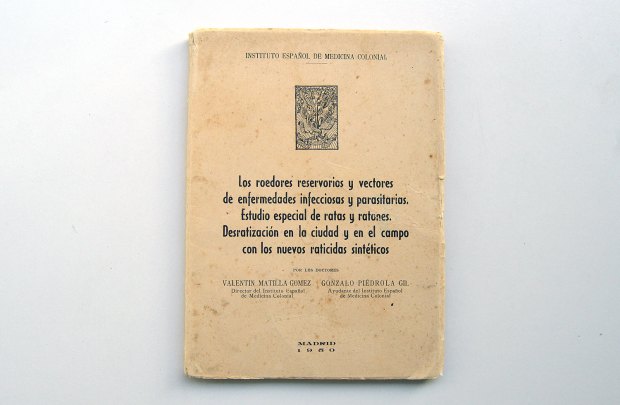 INSTITUTO ESPAÑOL DE MEDICINA COLONIAL
Los roedores reservorios y vectores
de enfermedades infecciosas y parasitarias.
Estudio especial de ratas y ratones.
Desratización en la ciudad y en el campo
con los nuevos raticidas sintéticos
POR LOS DOCTORES
VALENTIN MATILLA GOMEZ
Director del Instituto Español
de Medicina Colonial
GONZALO PIÉDROLA GIL
Ayudante del Instituto Español
de Medicina Colonial
MADRID
1950